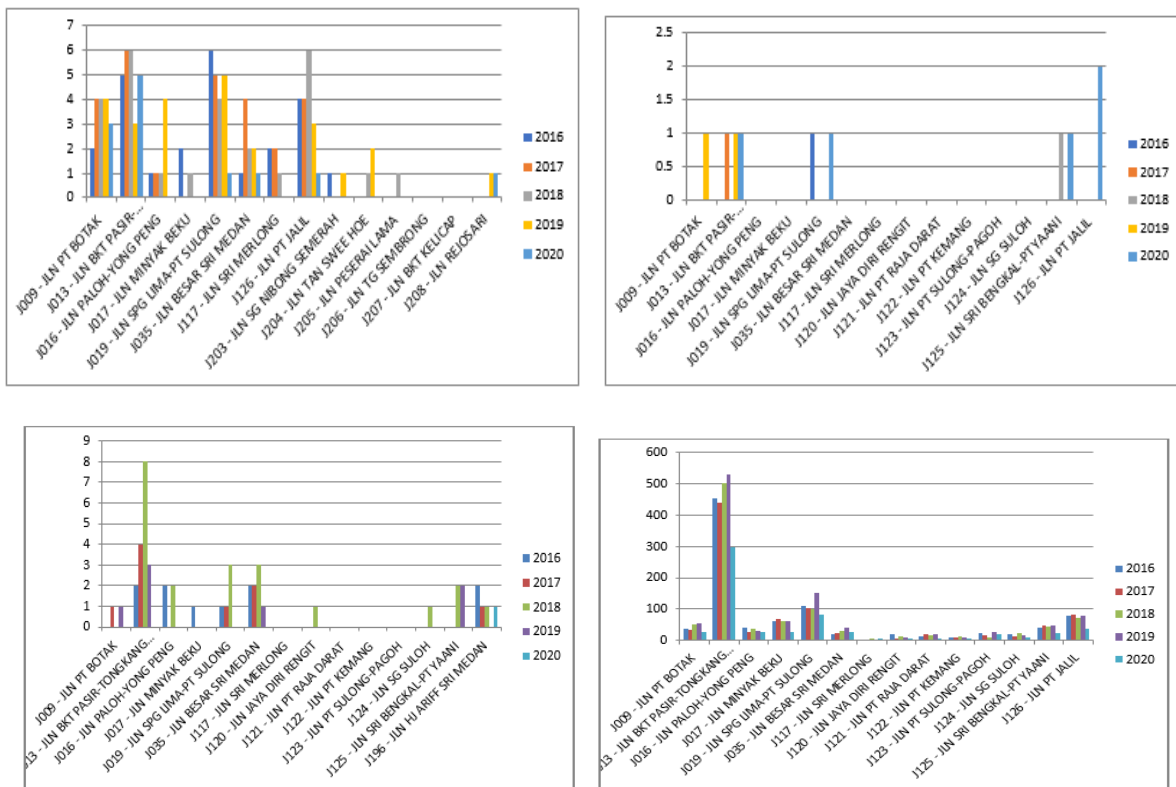 7
6
5
4
3
2
1
0
J009 - JLN PT BOTAK
J013 - JLN BKT PASIR-...
J016 - JLN PALOH-YONG PENG
J017 - JLN MINYAK BEKU
J019 - JLN SPG LIMA-PT SULONG
J035 - JLN BESAR SRI MEDAN
J117 - JLN SRI MERLONG
J126 - JLN PT JALIL
J203 - JLN SG NIBONG SEMERAH
J204 - JLN TAN SWEE HOE
J205 - JLN PESERAI LAMA
J206 - JLN TG SEMBRONG
J207 - JLN BKT KELICAP
J208 - JLN REJOSARI
2016
2017
2018
2019
2020
2.5
2
1.5
1
0.5
0
J009 - JLN PT BOTAK
J013 - JLN BKT PASIR-...
J016 - JLN PALOH-YONG PENG
J017 - JLN MINYAK BEKU
J019 - JLN SPG LIMA-PT SULONG
J035 - JLN BESAR SRI MEDAN
J117 - JLN SRI MERLONG
J120 - JLN JAYA DIRI RENGIT
J121 - JLN PT RAJA DARAT
J122 - JLN PT KEMANG
J123 - JLN PT SULONG-PAGOH
J124 - JLN SG SULOH
J125 - JLN SRI BENGKAL-PT YAANI
J126 - JLN PT JALIL
2016
2017
2018
2019
2020
9
8
7
6
5
4
3
2
1
0
J009 - JLN PT BOTAK
J13 - JLN BKT PASIR-TONGKANG...
J016 - JLN PALOH-YONG PENG
J017 - JLN MINYAK BEKU
J019 - JLN SPG LIMA-PT SULONG
J035 - JLN BESAR SRI MEDAN
J117 - JLN SRI MERLONG
J120 - JLN JAYA DIRI RENGIT
J121 - JLN PT RAJA DARAT
J122 - JLN PT KEMANG
J123 - JLN PT SULONG-PAGOH
J124 - JLN SG SULOH
J125 - JLN SRI BENGKAL-PT YAANI
J196 - JLN HJ ARIFF SRI MEDAN
2016
2017
2018
2019
2020
600
500
400
300
200
100
0
J009 - JLN PT BOTAK
J13 - JLN BKT PASIR-TONGKANG...
J016 - JLN PALOH-YONG PENG
J017 - JLN MINYAK BEKU
J019 - JLN SPG LIMA-PT SULONG
J035 - JLN BESAR SRI MEDAN
J117 - JLN SRI MERLONG
J120 - JLN JAYA DIRI RENGIT
J121 - JLN PT RAJA DARAT
J122 - JLN PT KEMANG
J123 - JLN PT SULONG-PAGOH
J124 - JLN SG SULOH
J125 - JLN SRI BENGKAL-PT YAANI
J126 - JLN PT JALIL
2016
2017
2018
2019
2020